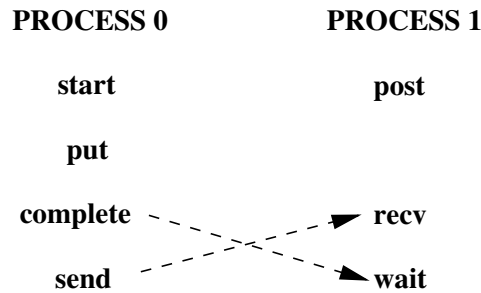 PROCESS 0 PROCESS 1
start post
put
complete recv
send wait